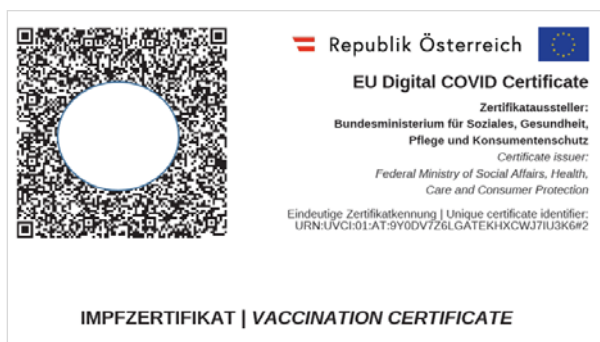 Republik Österreich
EU Digital COVID Certificate
Zertifikataussteller:
Bundesministerium für Soziales, Gesundheit,
Pflege und Konsumentenschutz
Certificate issuer:
Federal Ministry of Social Affairs, Health,
Care and Consumer Protection
Eindeutige Zertifikatkennung | Unique certificate identifier:
URN:UVCI:01:AT:9Y0DV7Z6LGATEKHXCWJ7IU3K6#2
IMPFZERTIFIKAT | VACCINATION CERTIFICATE